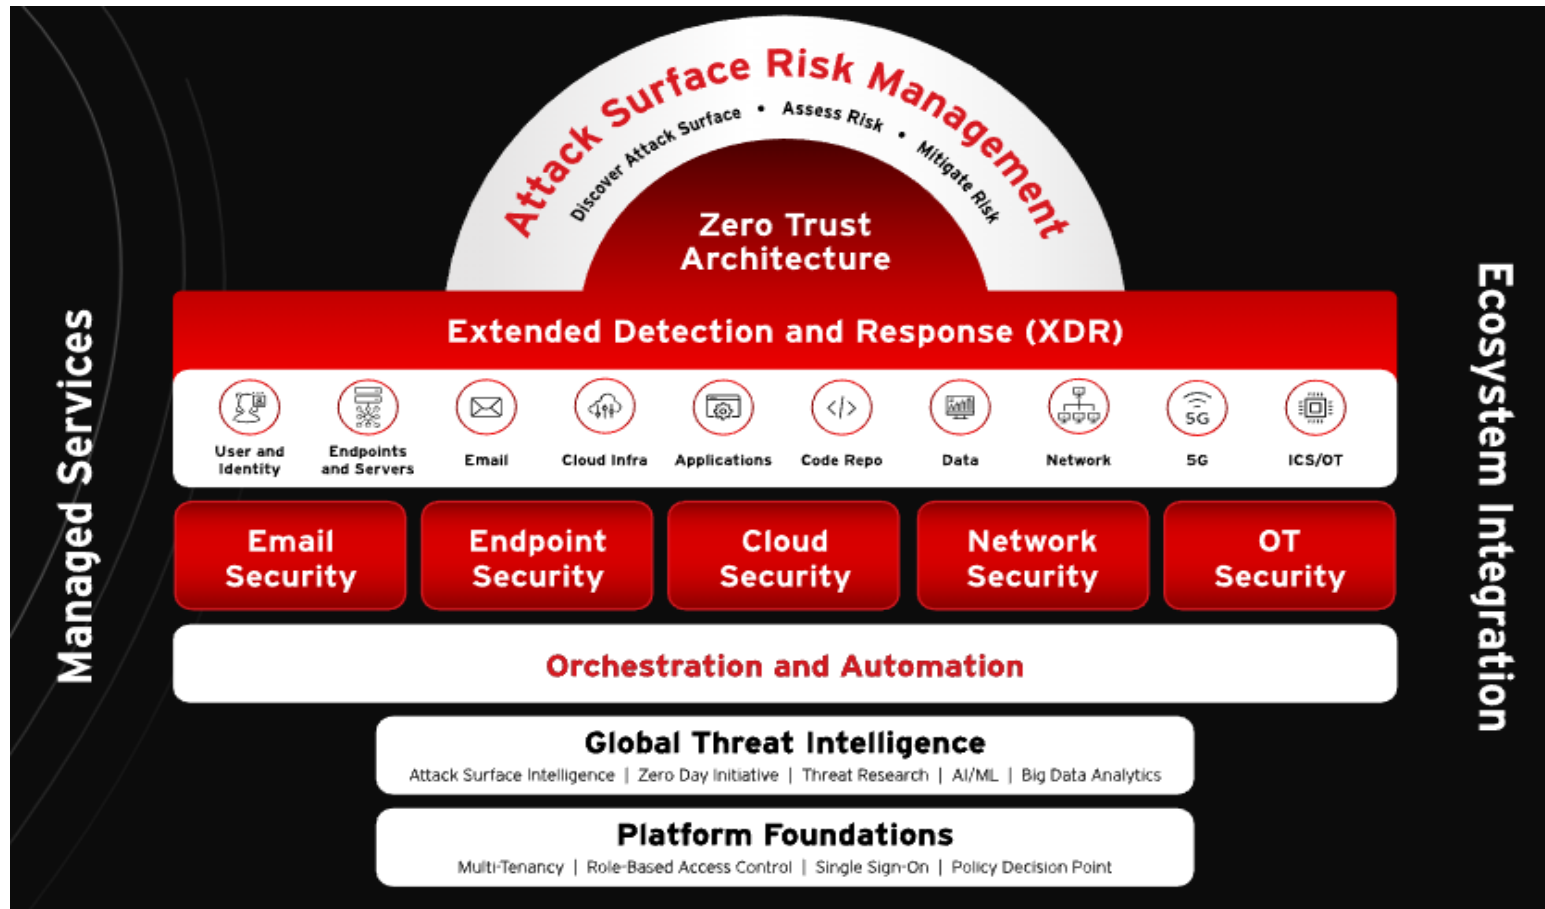 Attack Surface Risk Management
Discover Attack Surface • Assess Risk • Mitigate Risk
Zero Trust
Architecture
Extended Detection and Response (XDR)
User and
Identity
Endpoints
and Servers
Email
Cloud Infra
Applications
Code Repo
Data
Network
5G
5G
ICS/OT
Email
Security
Endpoint
Security
Cloud
Security
Network
Security
OT
Security
Orchestration and Automation
Global Threat Intelligence
Attack Surface Intelligence | Zero Day Initiative | Threat Research | AI/ML | Big Data Analytics
Platform Foundations
Multi-Tenancy | Role-Based Access Control | Single Sign-On | Policy Decision Point
Managed Services
Ecosystem Integration